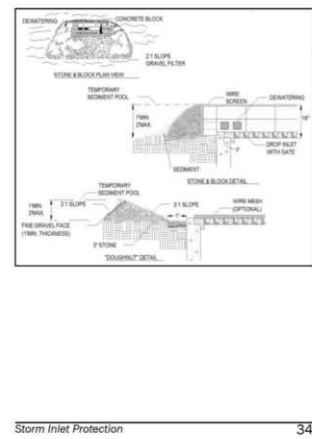 DEWATERING
CONCRETE BLOCK
2:1 SLOPE
GRAVEL FILTER
STONE & BLOCK PLAN VIEW
TEMPORARY
SEDIMENT POOL
WIRE
SCREEN
DEWATERING
1'MIN.
2'MAX.
DROP INLET
WITH GATE
SEDIMENT
STONE & BLOCK DETAIL
TEMPORARY
SEDIMENT POOL
1'MIN.
2'MAX.
2:1 SLOPE
2:1 SLOPE
WIRE MESH
(OPTIONAL)
FINE GRAVEL FACE
(1'MIN. THICKNESS)
3" STONE
"DOUGHNUT" DETAIL
Storm Inlet Protection
34